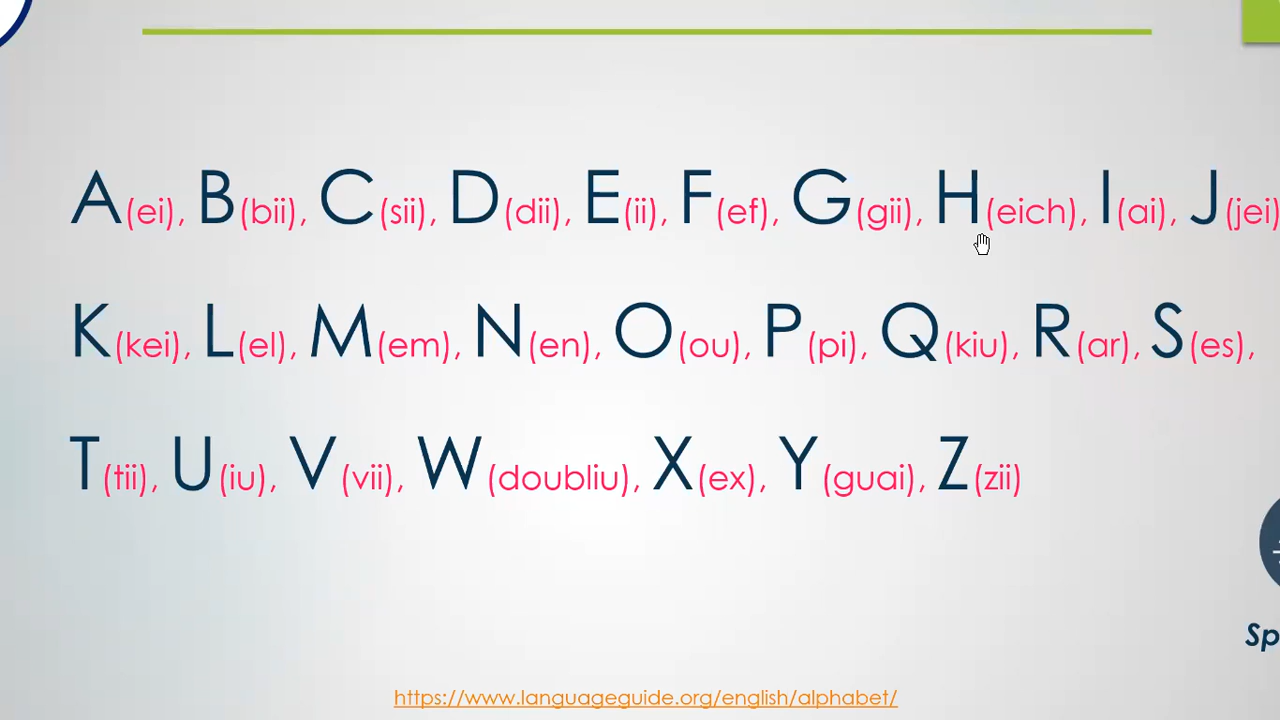 A(ei), B(bii), C(sii), D(dii), E(ii), F(ef), G(gii), H(eich), I(ai), J(jei)
K(kei), L(el), M(em), N(en), O(ou), P(pi), Q(kiu), R(ar), S(es),
T(tii), U(iu), V(vii), W(doubliu), X(ex), Y(guai), Z(zii)
Sp
https://www.languageguide.org/english/alphabet/